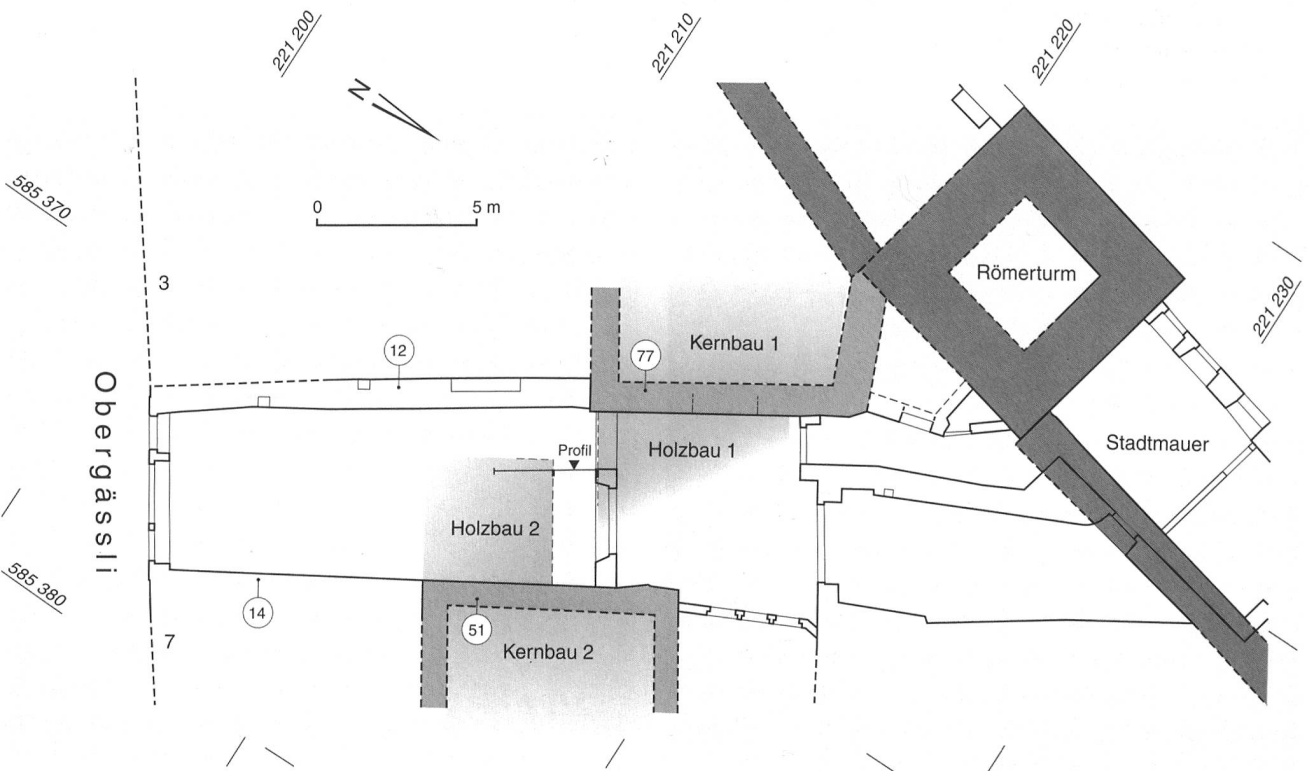 221 200
221 210
221 220
N
585 370
0 5 m
3
Römerturm
221 230
12
77
Kernbau 1
Obergässli
Holzbau 1
Stadtmauer
Profil
Holzbau 2
585 380
14
51
7
Kernbau 2